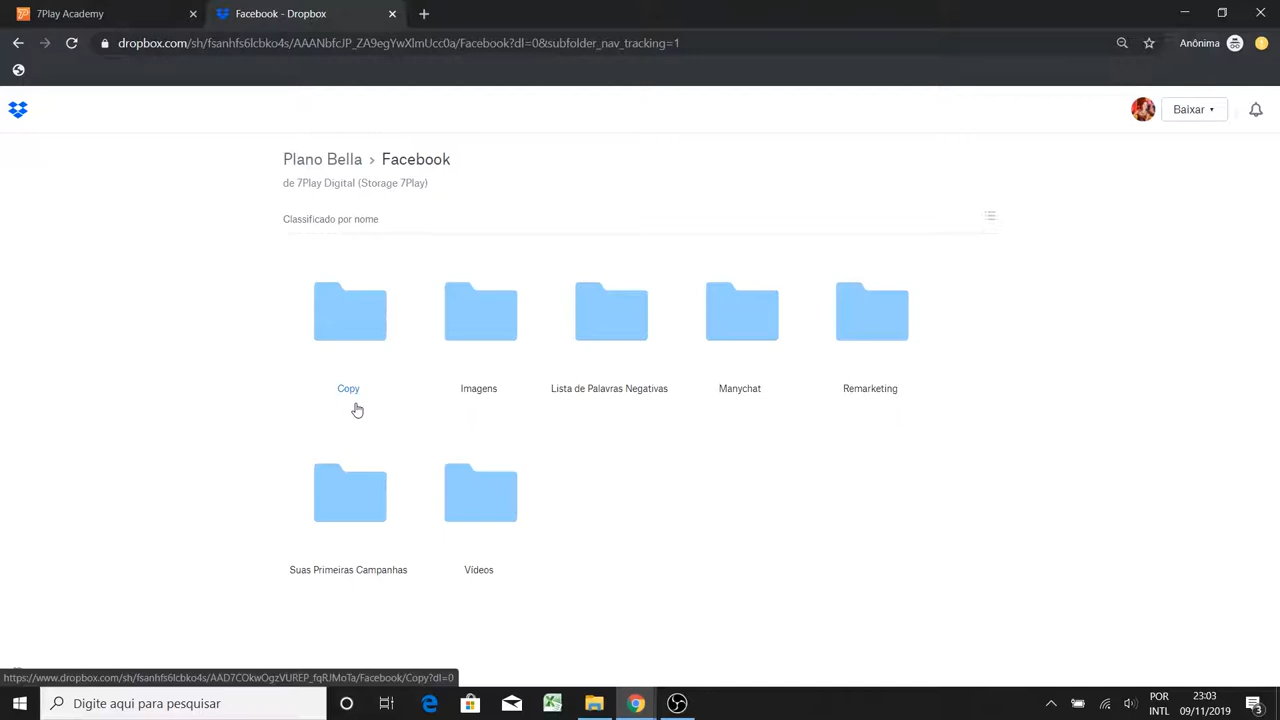 7Play Academy
Facebook - Dropbox
dropbox.com/sh/fsanhfs6lcbko4s/AAANbfcJP_ZA9egYwXlmUcc0a/Facebook?dl=0&subfolder_nav_tracking=1
Anônima
Baixar
Plano Bella › Facebook
de 7Play Digital (Storage 7Play)
Classificado por nome
Copy
Imagens
Lista de Palavras Negativas
Manychat
Remarketing
Suas Primeiras Campanhas
Vídeos
https://www.dropbox.com/sh/fsanhfs6lcbko4s/AAD7COkwOgzVUREP_fqRJMoTa/Facebook/Copy?dl=0
Digite aqui para pesquisar
POR
INTL
23:03
09/11/2019
3